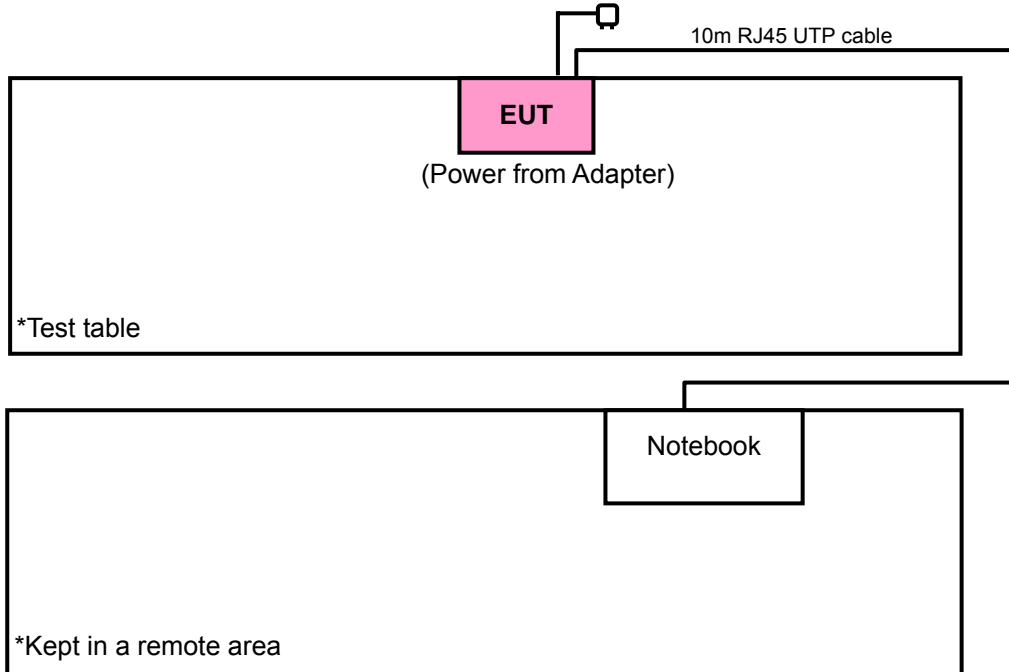 10m RJ45 UTP cable
EUT
(Power from Adapter)
*Test table
Notebook
*Kept in a remote area